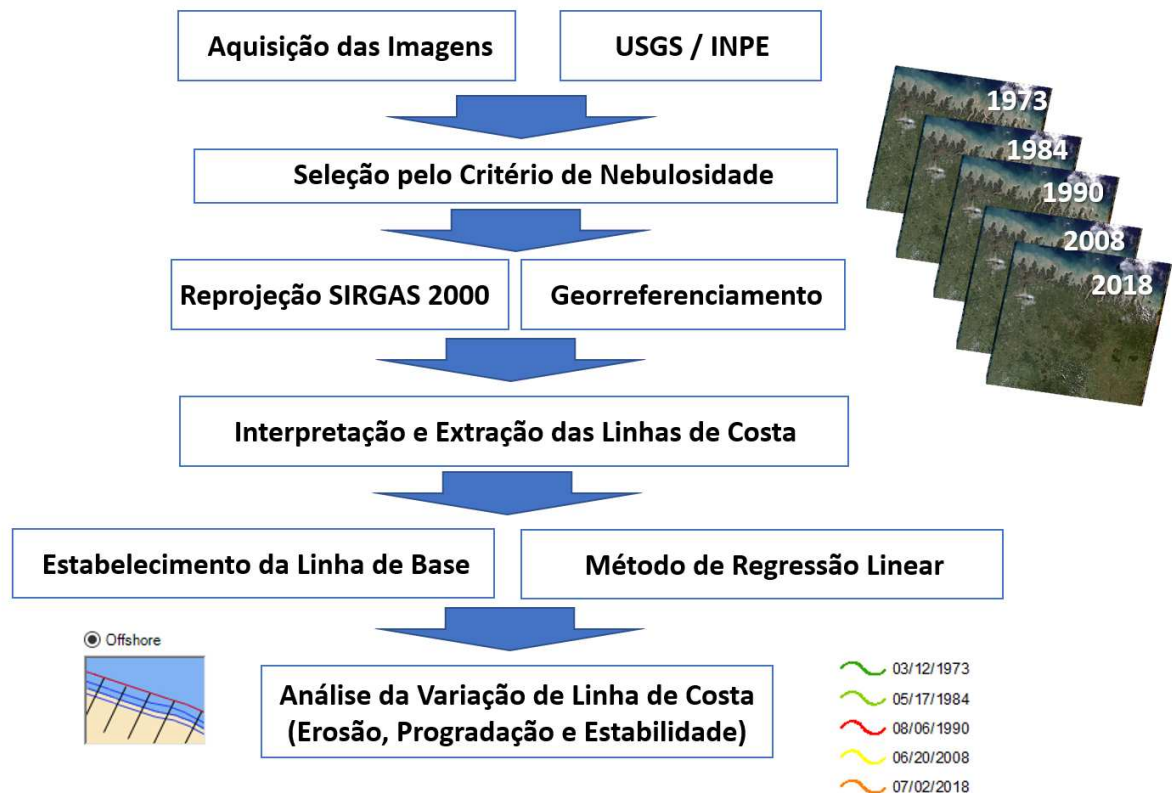 Aquisição das Imagens
USGS / INPE
1973
1984
1990
2008
2018
Seleção pelo Critério de Nebulosidade
Reprojeção SIRGAS 2000
Georreferenciamento
Interpretação e Extração das Linhas de Costa
Estabelecimento da Linha de Base
Método de Regressão Linear
Offshore
Análise da Variação de Linha de Costa
(Erosão, Progradação e Estabilidade)
03/12/1973
05/17/1984
08/06/1990
06/20/2008
07/02/2018